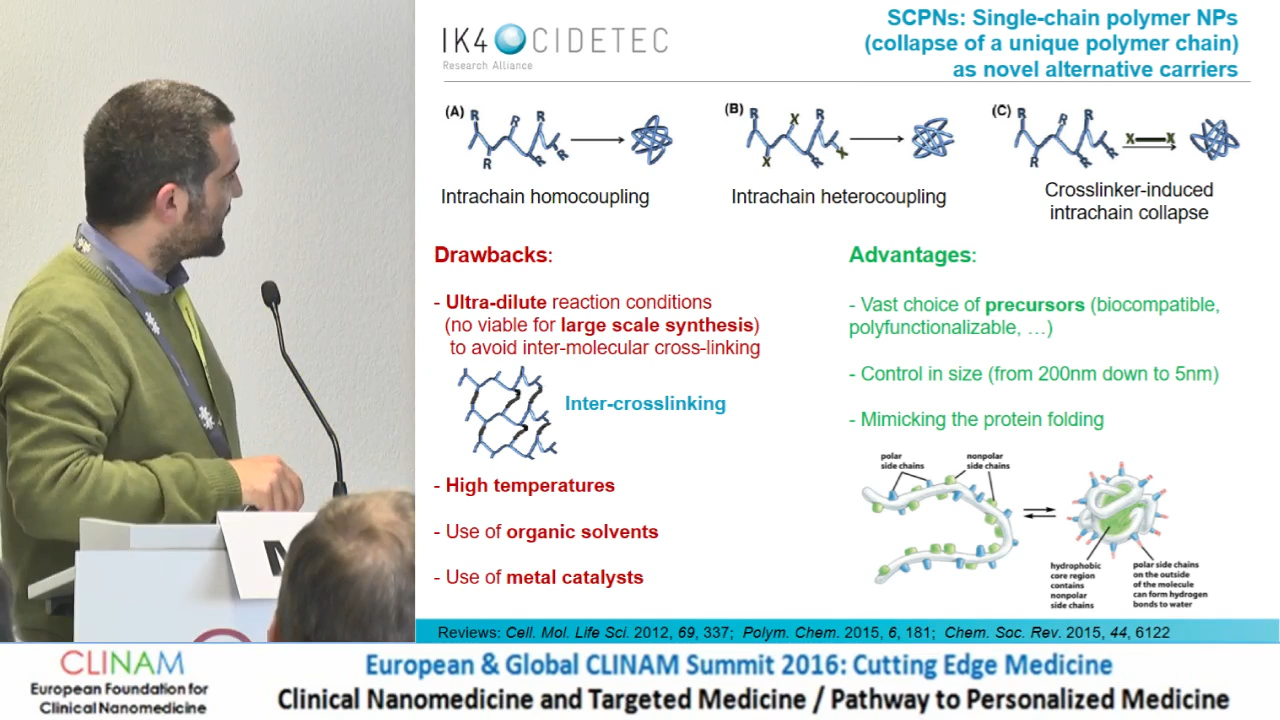 IK4 CIDETEC
Research Alliance
SCPNs: Single-chain polymer NPs
(collapse of a unique polymer chain)
as novel alternative carriers
(A) R R R R R
(B) R X R X R X
(C) R R R R R X X
Intrachain homocoupling
Intrachain heterocoupling
Crosslinker-induced
intrachain collapse
Drawbacks:
- Ultra-dilute reaction conditions
(no viable for large scale synthesis)
to avoid inter-molecular cross-linking
Inter-crosslinking
- High temperatures
- Use of organic solvents
- Use of metal catalysts
Advantages:
- Vast choice of precursors (biocompatible,
polyfunctionalizable, …)
- Control in size (from 200nm down to 5nm)
- Mimicking the protein folding
polar
side chains
nonpolar
side chains
hydrophobic
core region
contains
nonpolar
side chains
polar side chains
on the outside
of the molecule
can form hydrogen
bonds to water
Reviews: Cell. Mol. Life Sci. 2012, 69, 337; Polym. Chem. 2015, 6, 181; Chem. Soc. Rev. 2015, 44, 6122
CLINAM
European Foundation for
Clinical Nanomedicine
European & Global CLINAM Summit 2016: Cutting Edge Medicine
Clinical Nanomedicine and Targeted Medicine / Pathway to Personalized Medicine